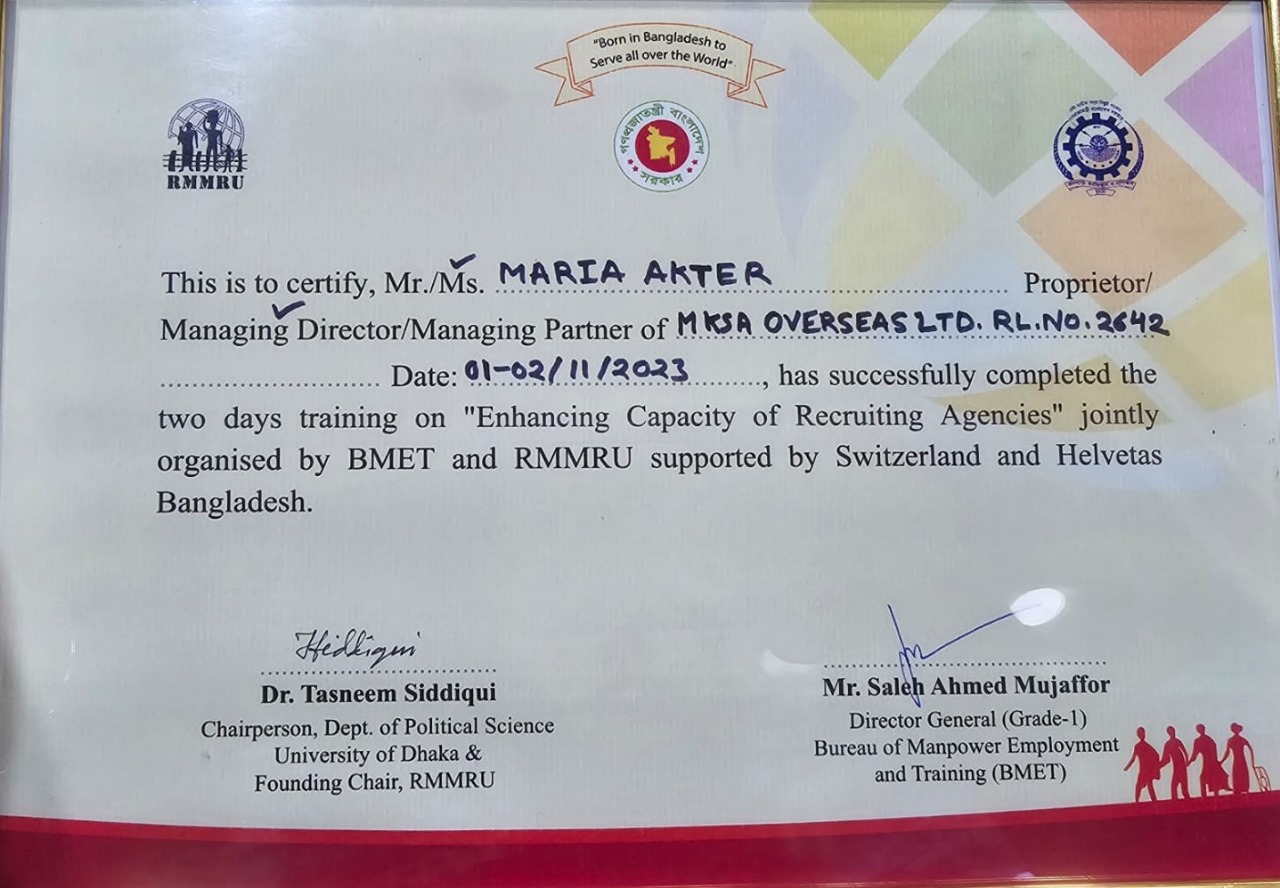 "Born in Bangladesh to
Serve all over the World"
গণপ্রজাতন্ত্রী বাংলাদেশ
সরকার
RMMRU
This is to certify, Mr./Ms. MARIA AKTER Proprietor/
Managing Director/Managing Partner of MKSA OVERSEAS LTD. RL.NO. 2642
Date: 01-02/11/2023, has successfully completed the
two days training on "Enhancing Capacity of Recruiting Agencies" jointly
organised by BMET and RMMRU supported by Switzerland and Helvetas
Bangladesh.
Dr. Tasneem Siddiqui
Chairperson, Dept. of Political Science
University of Dhaka &
Founding Chair, RMMRU
Mr. Saleh Ahmed Mujaffor
Director General (Grade-1)
Bureau of Manpower Employment
and Training (BMET)